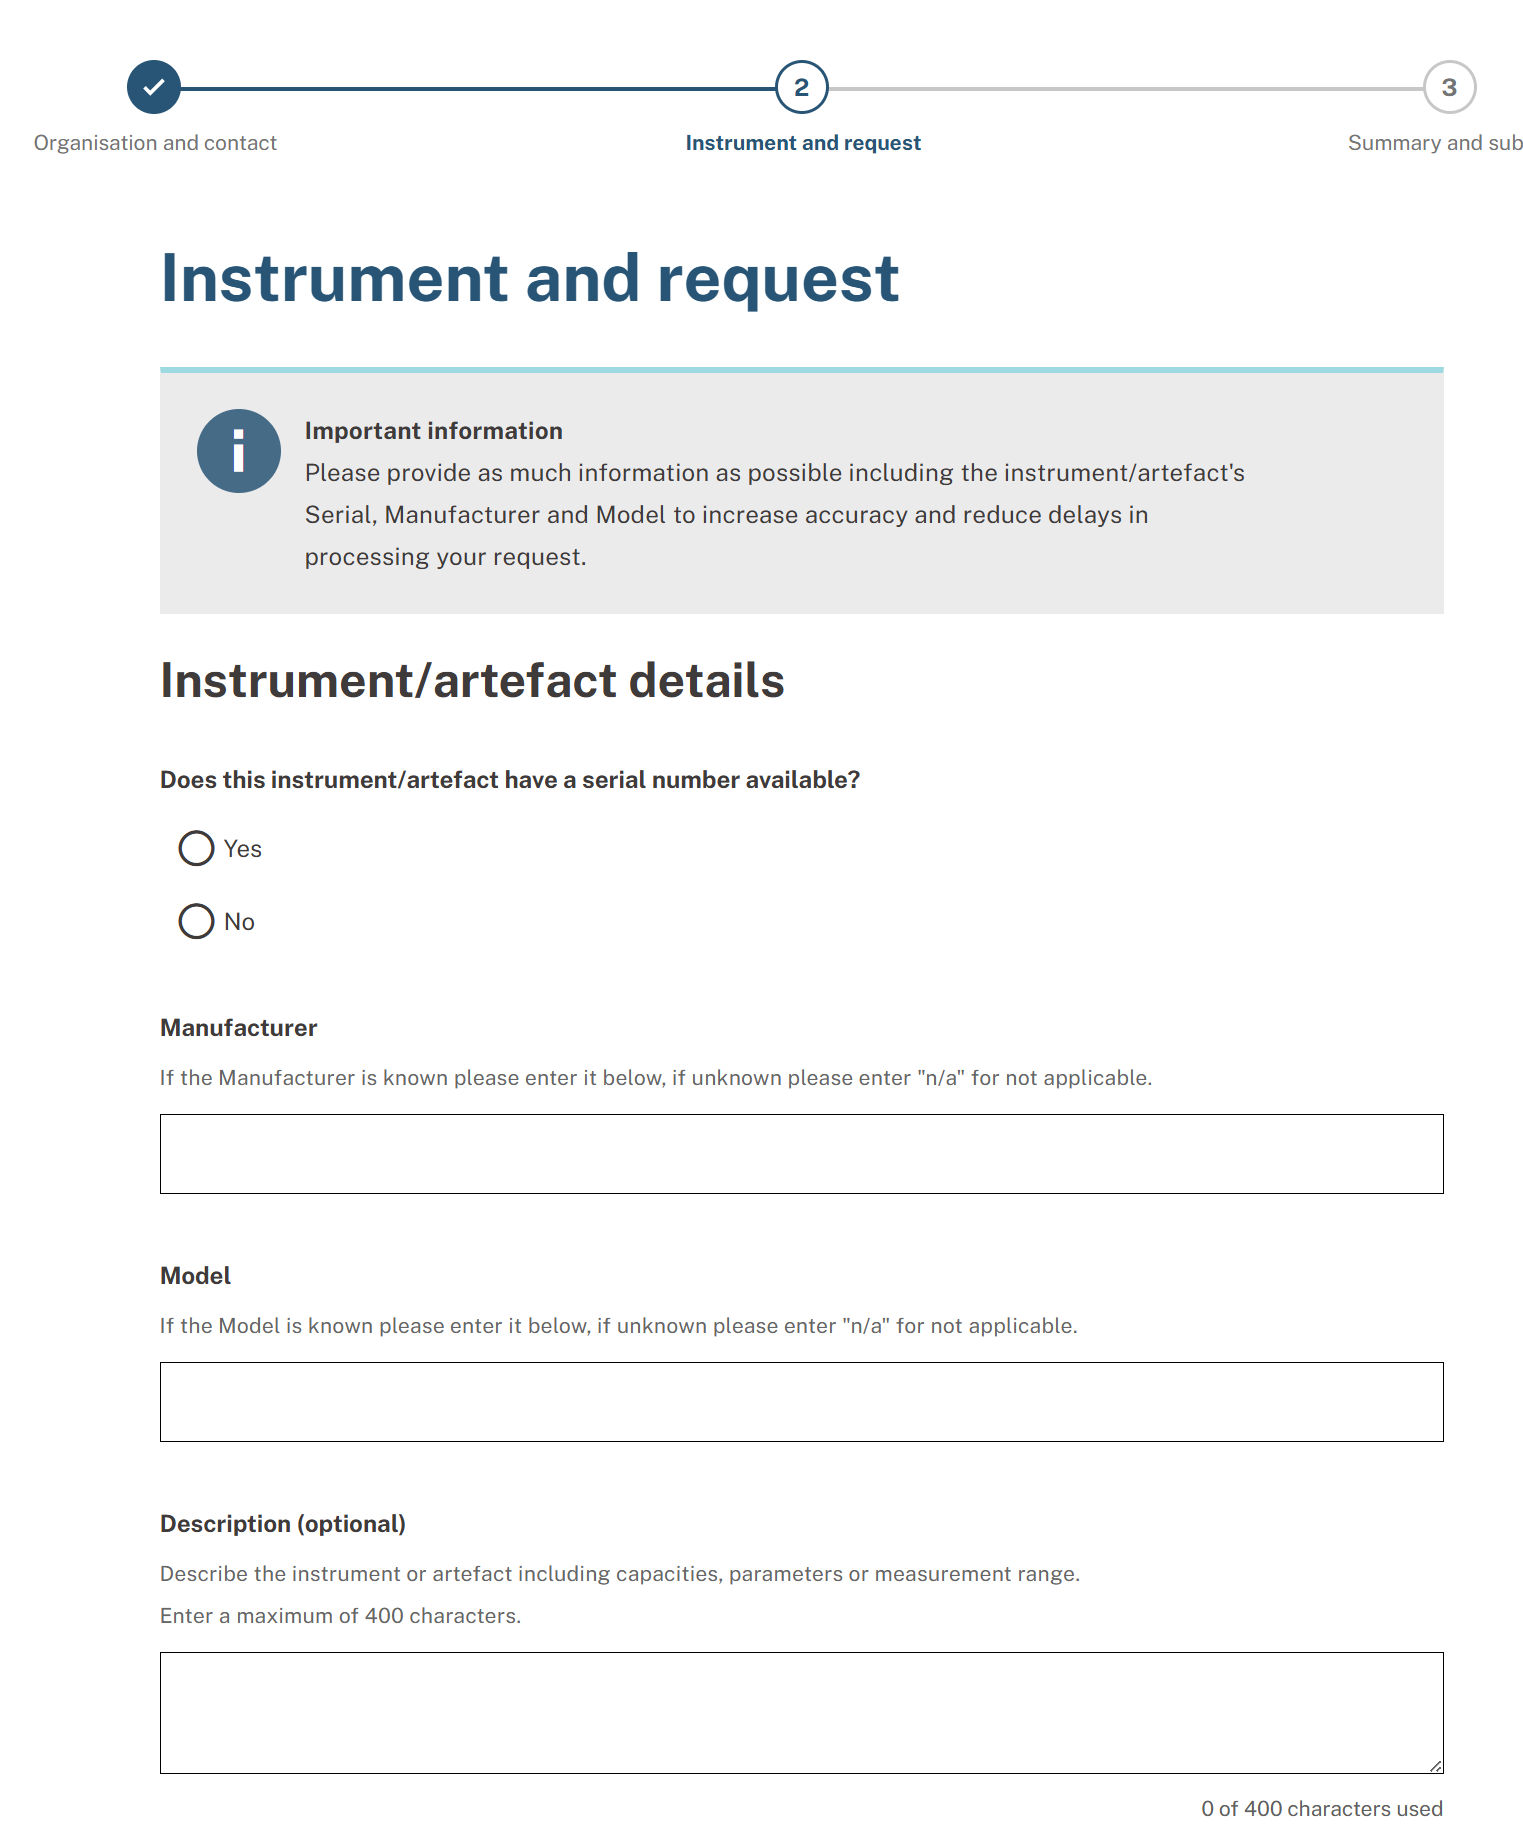 2
3
Organisation and contact
Instrument and request
Summary and sub
Instrument and request
Important information
Please provide as much information as possible including the instrument/artefact's
Serial, Manufacturer and Model to increase accuracy and reduce delays in
processing your request.
Instrument/artefact details
Does this instrument/artefact have a serial number available?
Yes
No
Manufacturer
If the Manufacturer is known please enter it below, if unknown please enter "n/a" for not applicable.
Model
If the Model is known please enter it below, if unknown please enter "n/a" for not applicable.
Description (optional)
Describe the instrument or artefact including capacities, parameters or measurement range.
Enter a maximum of 400 characters.
0 of 400 characters used